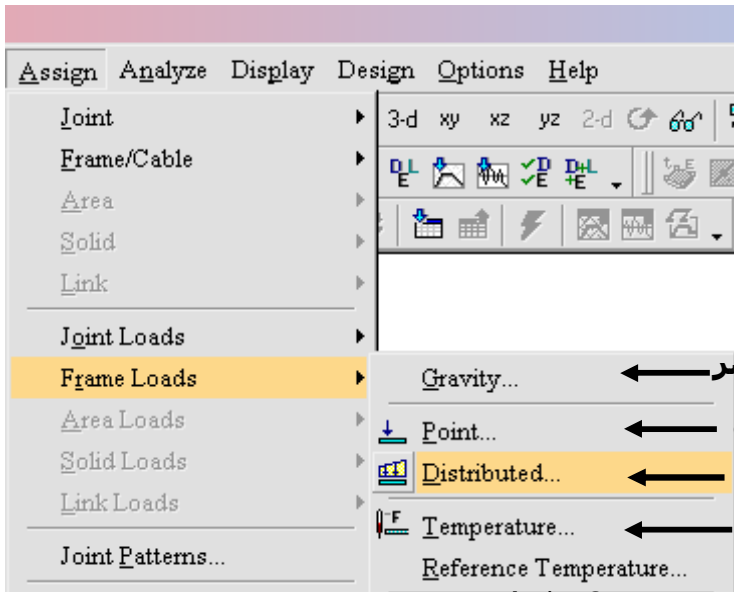 Assign Analyze Display Design Options Help
Joint
3-d xy xz yz 2-d
Frame/Cable
Area
Solid
Link
Joint Loads
Frame Loads
Gravity...
Area Loads
Point...
Solid Loads
Distributed...
Link Loads
Temperature...
Joint Patterns...
Reference Temperature...